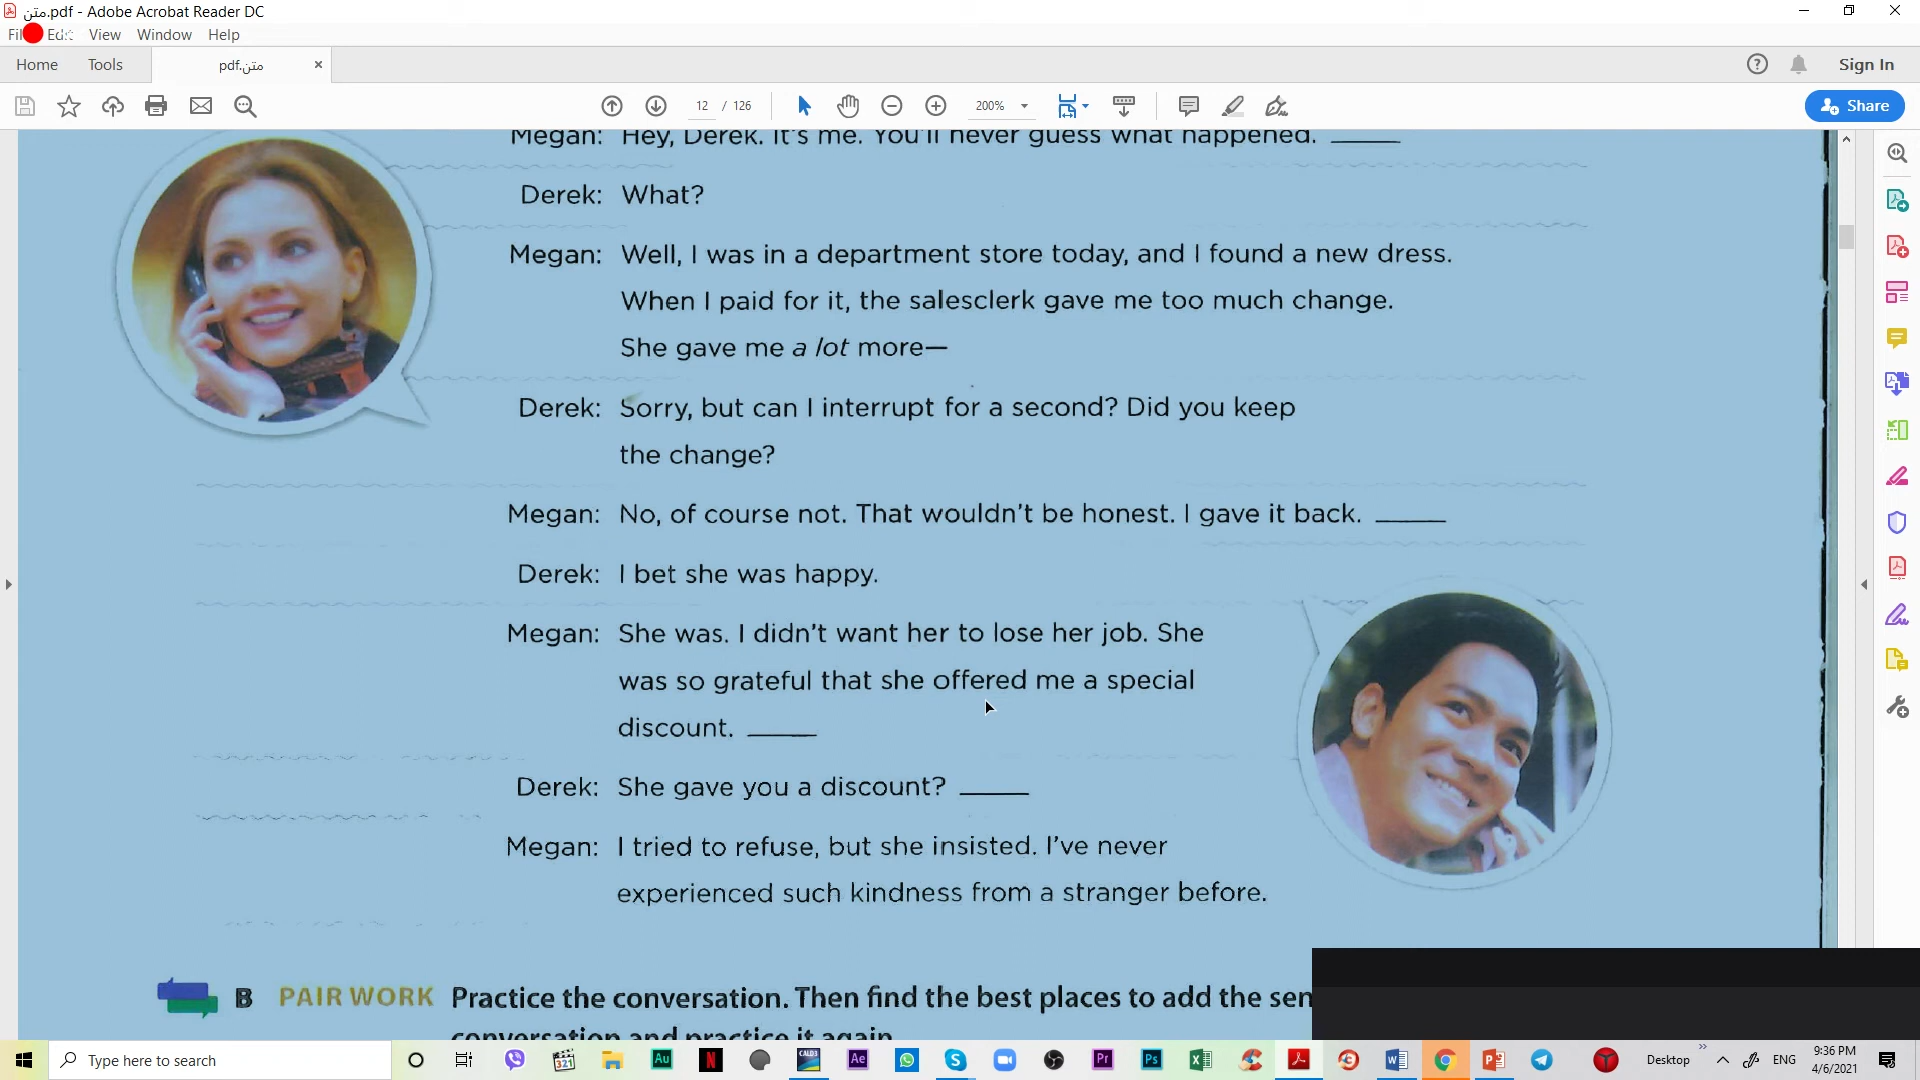 متن.pdf - Adobe Acrobat Reader DC
View Window Help
Home Tools متن.pdf Sign In
12 / 126 200% Share
Megan: Hey, Derek. It's me. You'll never guess what happened. _____
Derek: What?
Megan: Well, I was in a department store today, and I found a new dress.
When I paid for it, the salesclerk gave me too much change.
She gave me a lot more—
Derek: Sorry, but can I interrupt for a second? Did you keep
the change?
Megan: No, of course not. That wouldn't be honest. I gave it back. _____
Derek: I bet she was happy.
Megan: She was. I didn't want her to lose her job. She
was so grateful that she offered me a special
discount. _____
Derek: She gave you a discount? _____
Megan: I tried to refuse, but she insisted. I've never
experienced such kindness from a stranger before.
B PAIR WORK Practice the conversation. Then find the best places to add the sen
conversation and practice it again.
Type here to search Desktop ENG 9:36 PM
4/6/2021